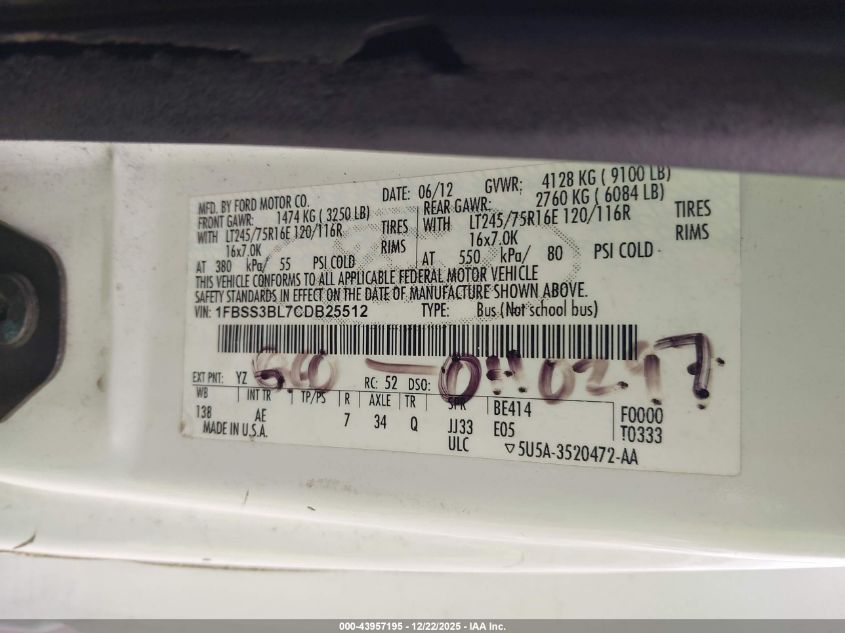 MFD. BY FORD MOTOR CO. DATE: 06/12 GVWR: 4128 KG ( 9100 LB)
FRONT GAWR: 1474 KG ( 3250 LB) REAR GAWR: 2760 KG ( 6084 LB)
WITH LT245/75R16E 120/116R TIRES WITH LT245/75R16E 120/116R TIRES
16x7.0K RIMS 16x7.0K RIMS
AT 380 kPa/ 55 PSI COLD AT 550 kPa/ 80 PSI COLD
THIS VEHICLE CONFORMS TO ALL APPLICABLE FEDERAL MOTOR VEHICLE
SAFETY STANDARDS IN EFFECT ON THE DATE OF MANUFACTURE SHOWN ABOVE.
VIN: 1FBSS3BL7CDB25512 TYPE: Bus (Not school bus)
EXT PNT: YZ RC: 52 DSO:
WB INT TR TP/PS R AXLE TR SPR BE414 F0000
138 AE 7 34 Q JJ33 E05 T0333
MADE IN U.S.A. ULC ▽5U5A-3520472-AA
000-43957195 - 12/22/2025 - IAA Inc.